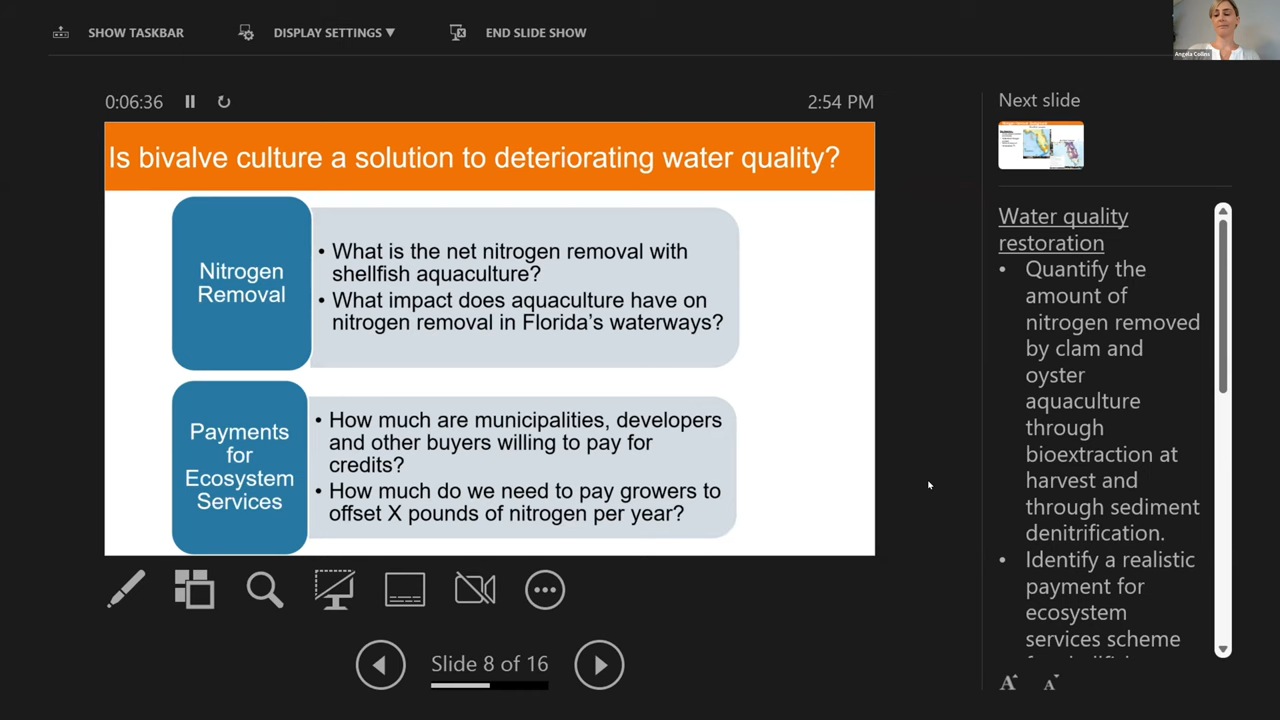 SHOW TASKBAR
DISPLAY SETTINGS ▼
END SLIDE SHOW
Angela Collins
0:06:36
2:54 PM
Next slide
Is bivalve culture a solution to deteriorating water quality?
Nitrogen
Removal
• What is the net nitrogen removal with
shellfish aquaculture?
• What impact does aquaculture have on
nitrogen removal in Florida's waterways?
Payments
for
Ecosystem
Services
• How much are municipalities, developers
and other buyers willing to pay for
credits?
• How much do we need to pay growers to
offset X pounds of nitrogen per year?
Water quality
restoration
• Quantify the
amount of
nitrogen removed
by clam and
oyster
aquaculture
through
bioextraction at
harvest and
through sediment
denitrification.
• Identify a realistic
payment for
ecosystem
services scheme
Slide 8 of 16
A A